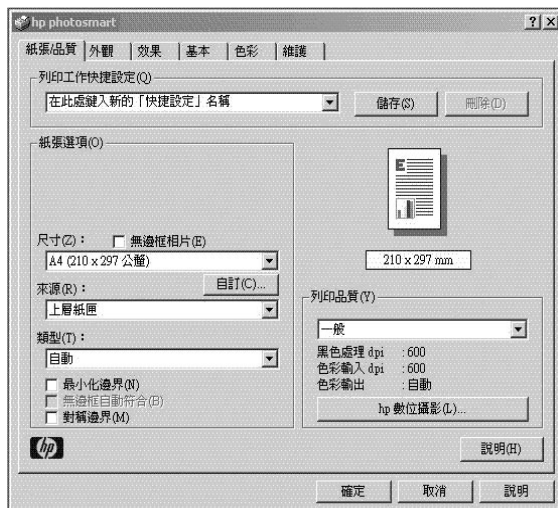 hp photosmart
紙張/品質 外觀 效果 基本 色彩 維護
列印工作快捷設定(Q)
在此處鍵入新的「快捷設定」名稱
儲存(S)
刪除(D)
紙張選項(O)
尺寸(Z)： 無邊框相片(E)
A4 (210 x 297 公釐)
來源(R)：
自訂(C)...
上層紙匣
類型(T)：
自動
最小化邊界(N)
無邊框自動符合(B)
對稱邊界(M)
E
210 x 297 mm
列印品質(Y)
一般
黑色處理 dpi :600
色彩輸入 dpi :600
色彩輸出 :自動
hp 數位攝影(L)...
hp
說明(H)
確定 取消 說明